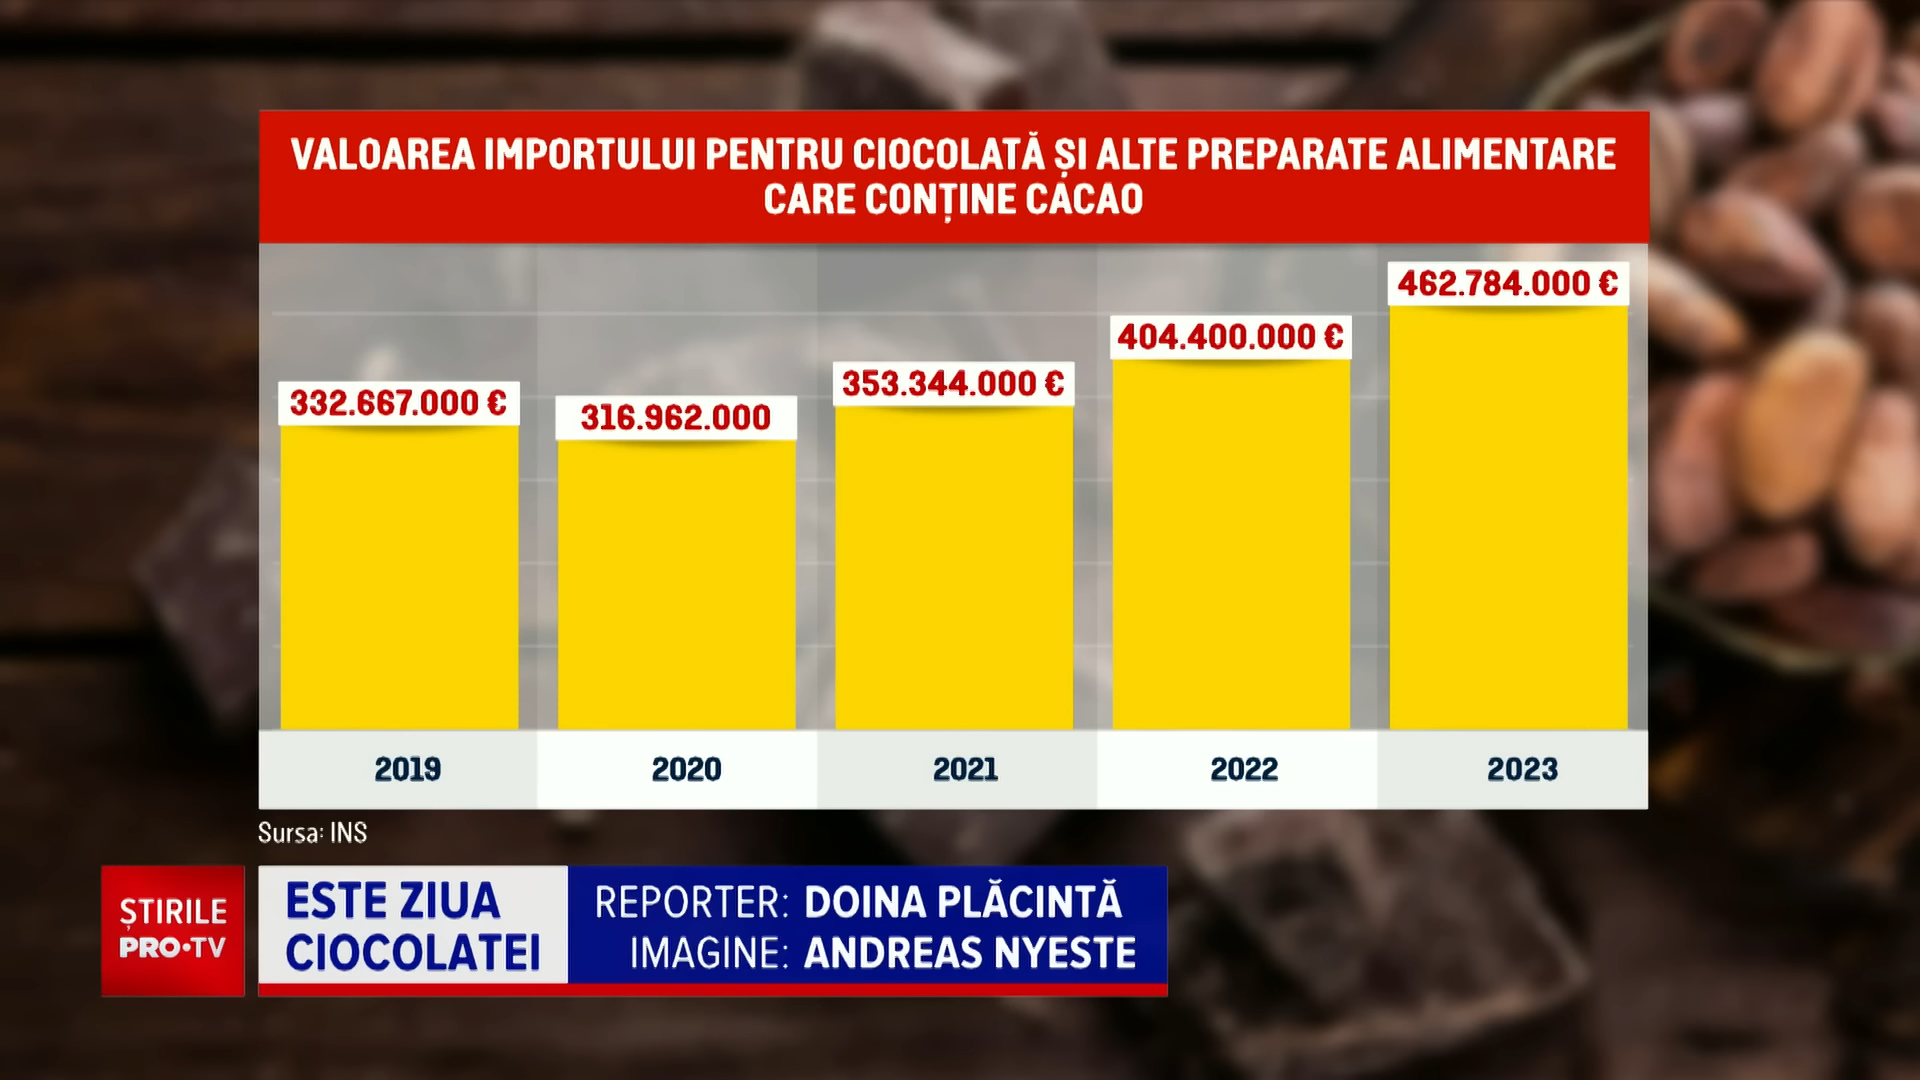 VALOAREA IMPORTULUI PENTRU CIOCOLATĂ ȘI ALTE PREPARATE ALIMENTARE
CARE CONȚINE CACAO
332.667.000 €
316.962.000
353.344.000 €
404.400.000 €
462.784.000 €
2019
2020
2021
2022
2023
Sursa: INS
ȘTIRILE
PRO•TV
ESTE ZIUA
CIOCOLATEI
REPORTER: DOINA PLĂCINTĂ
IMAGINE: ANDREAS NYESTE